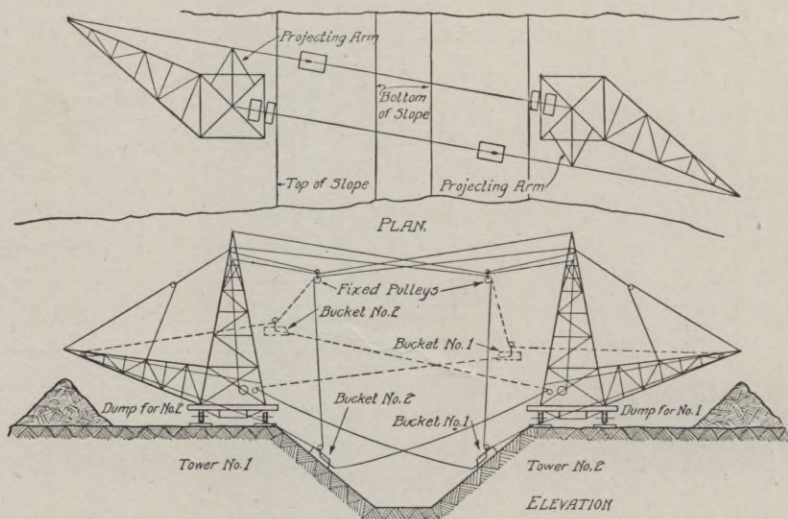 Projecting Arm
Bottom
of Slope
Top of Slope
Projecting Arm
PLAN.
Fixed Pulleys
Bucket No.2
Bucket No.1
Bucket No.2
Bucket No.1
Dump for No.2
Dump for No.1
Tower No.1
Tower No.2
ELEVATION